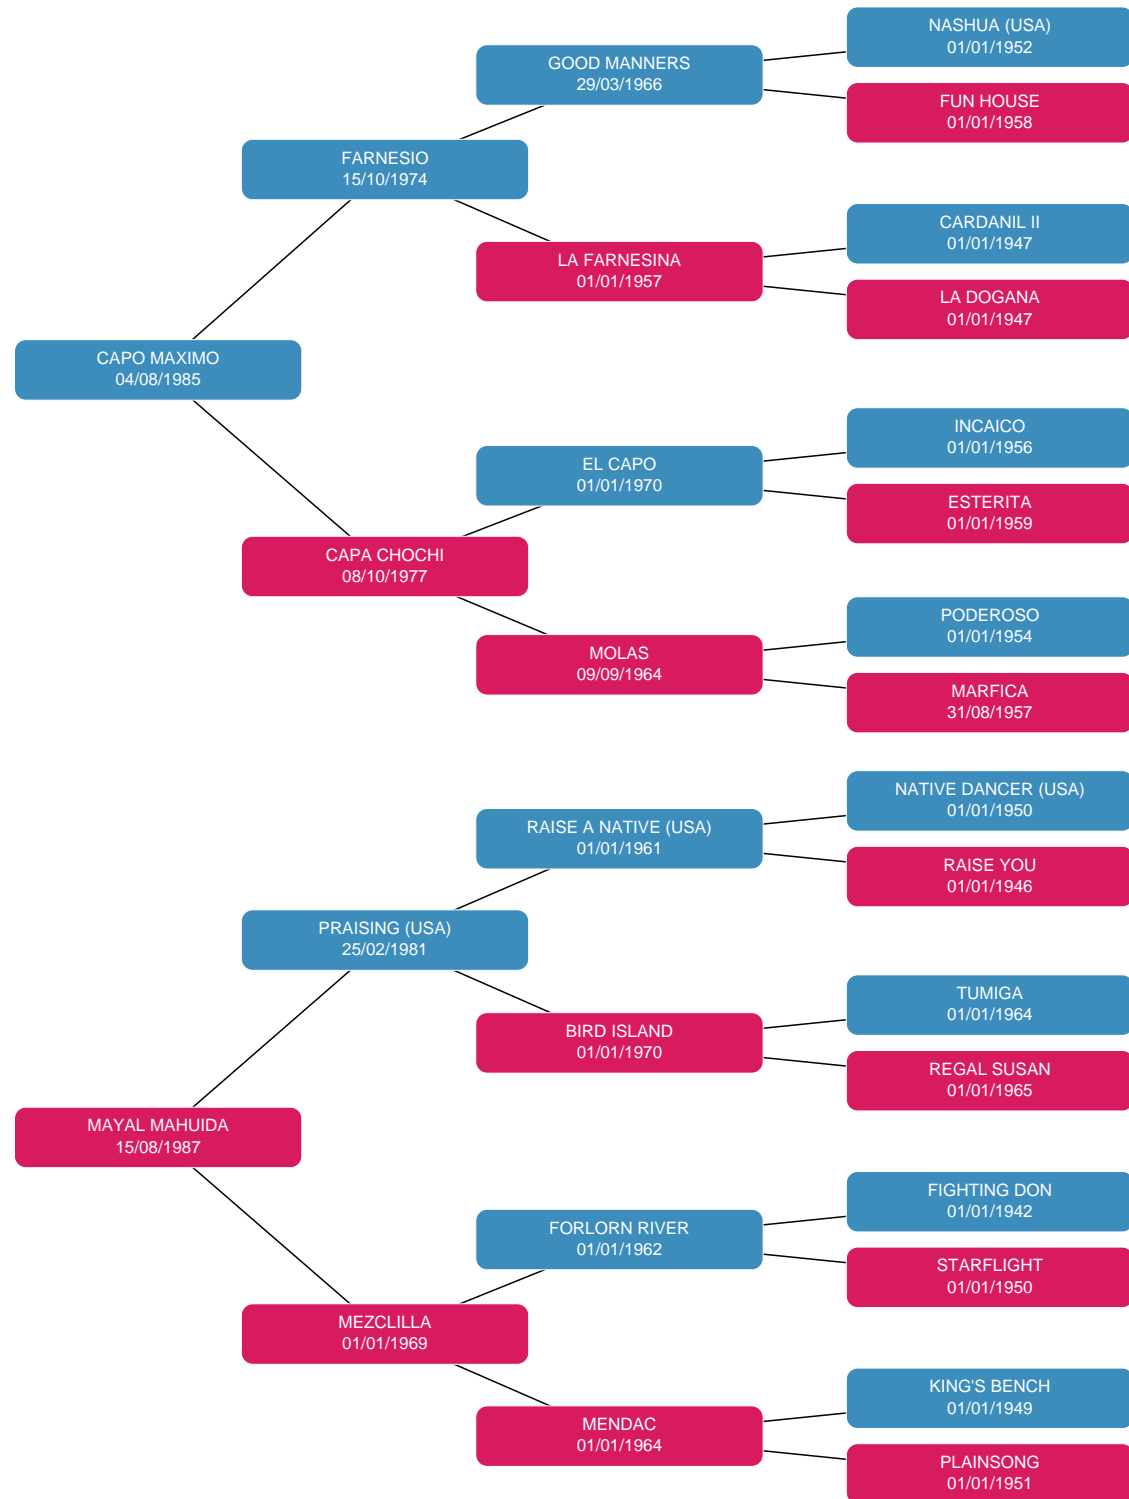 NASHUA (USA)
01/01/1952
GOOD MANNERS
29/03/1966
FUN HOUSE
01/01/1958
FARNESIO
15/10/1974
CARDANIL II
01/01/1947
LA FARNESINA
01/01/1957
LA DOGANA
01/01/1947
CAPO MAXIMO
04/08/1985
INCAICO
01/01/1956
EL CAPO
01/01/1970
ESTERITA
01/01/1959
CAPA CHOCHI
08/10/1977
PODEROSO
01/01/1954
MOLAS
09/09/1964
MARFICA
31/08/1957
NATIVE DANCER (USA)
01/01/1950
RAISE A NATIVE (USA)
01/01/1961
RAISE YOU
01/01/1946
PRAISING (USA)
25/02/1981
TUMIGA
01/01/1964
BIRD ISLAND
01/01/1970
REGAL SUSAN
01/01/1965
MAYAL MAHUIDA
15/08/1987
FIGHTING DON
01/01/1942
FORLORN RIVER
01/01/1962
STARFLIGHT
01/01/1950
MEZCLILLA
01/01/1969
KING'S BENCH
01/01/1949
MENDAC
01/01/1964
PLAINSONG
01/01/1951